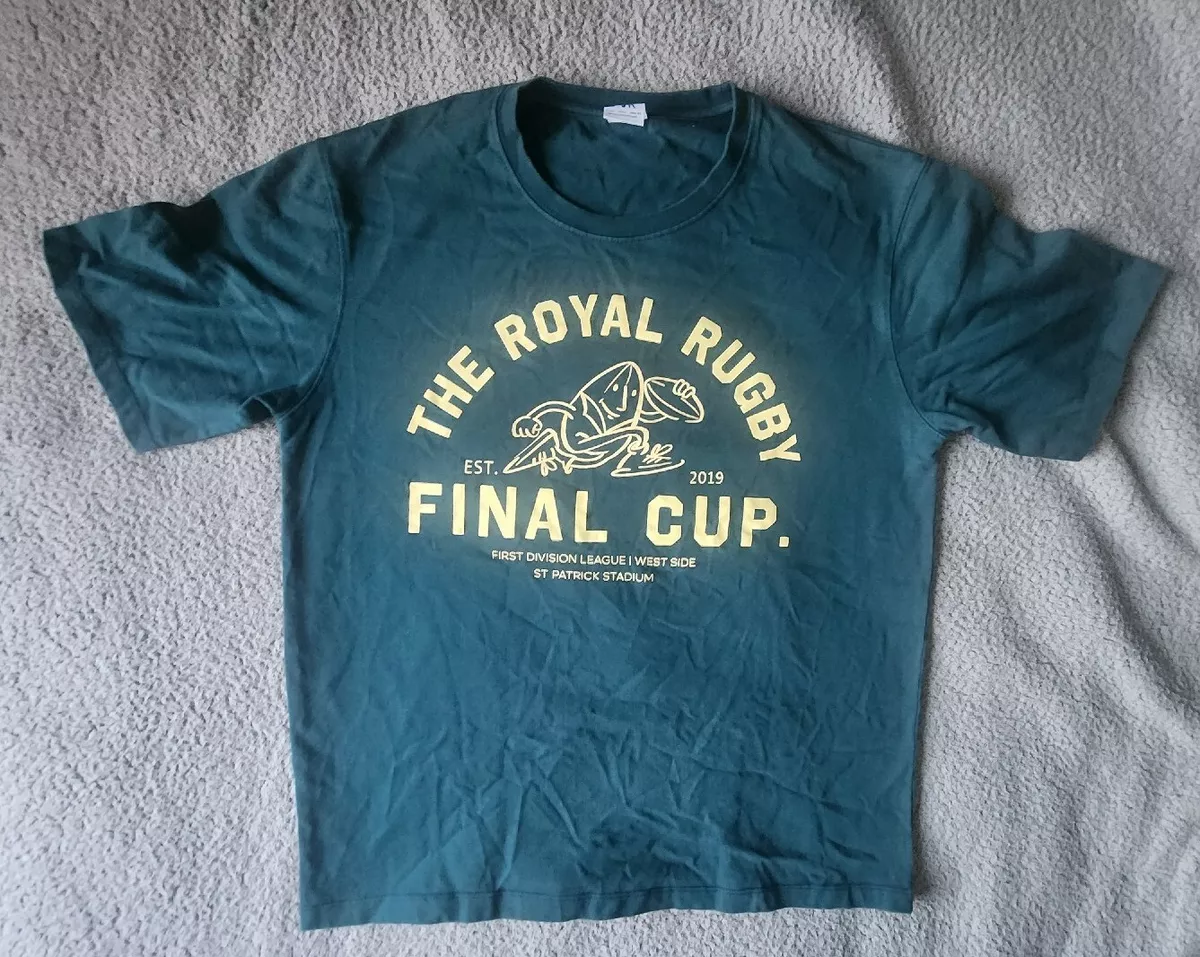 THE ROYAL RUGBY
EST. 2019
FINAL CUP.
FIRST DIVISION LEAGUE | WEST SIDE
ST PATRICK STADIUM